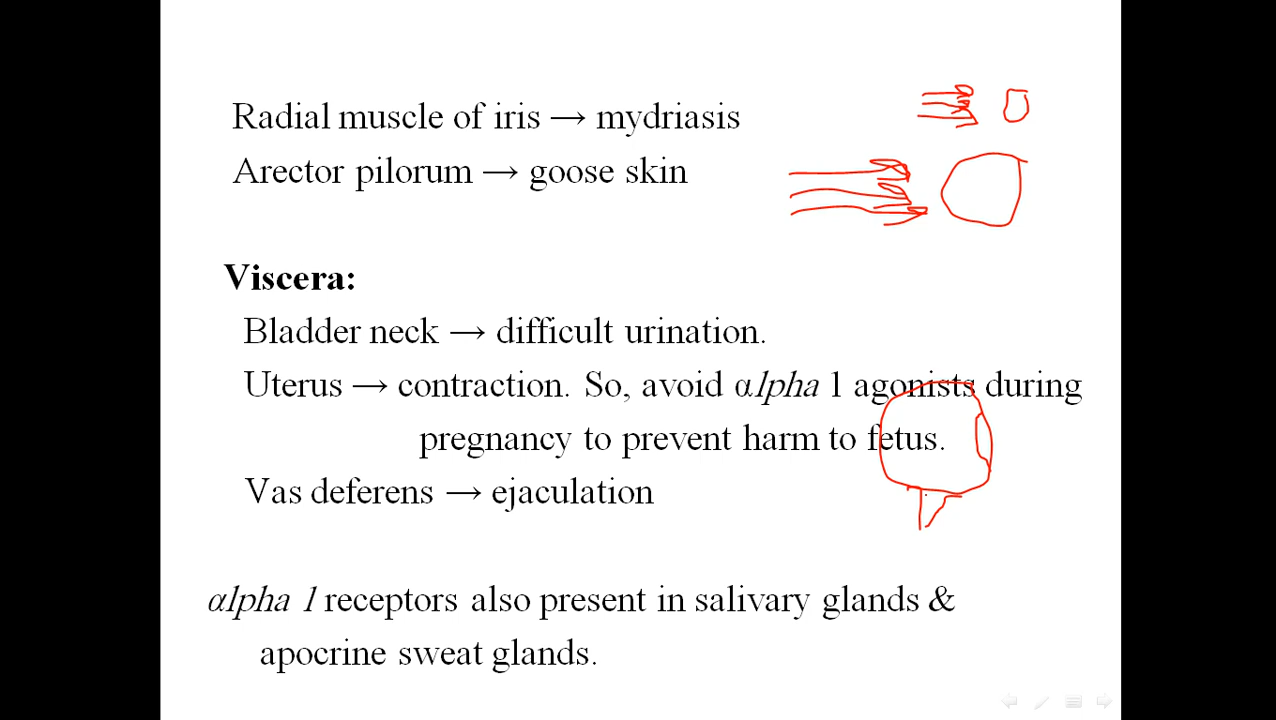 Radial muscle of iris → mydriasis
Arector pilorum → goose skin
Viscera:
Bladder neck → difficult urination.
Uterus → contraction. So, avoid αlpha 1 agonists during
pregnancy to prevent harm to fetus.
Vas deferens → ejaculation
αlpha 1 receptors also present in salivary glands &
apocrine sweat glands.